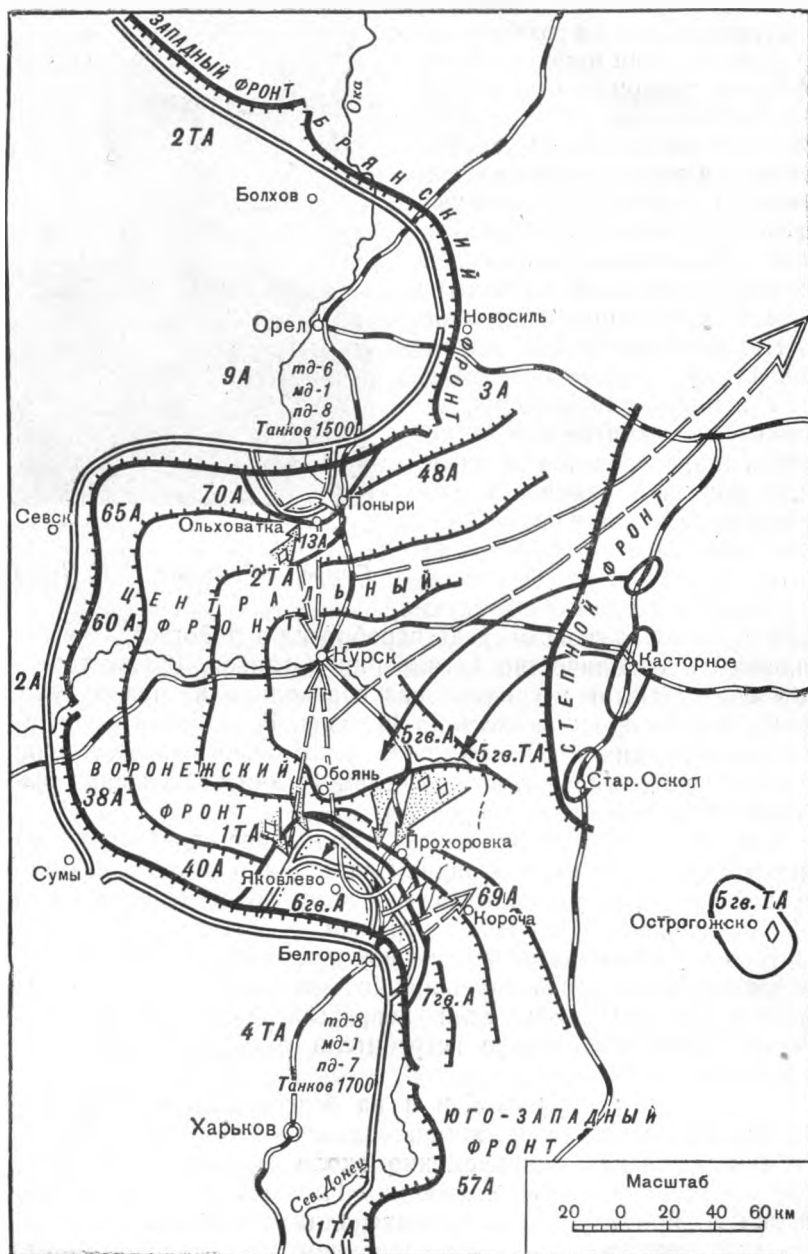 ЗАПАДНЫЙ ФРОНТ
Ока
2ТА
БРЯНСКИЙ ФРОНТ
Болхов
Орел
Новосиль
9А
тд-6
мд-1
пд-8
Танков 1500
3А
48А
70А
Поныри
65А
Севск
Ольховатка
13А
2ТА
ЦЕНТРАЛЬНЫЙ
ФРОНТ
60А
СТЕПНОЙ ФРОНТ
Курск
Касторное
2А
5гв.А
5гв.ТА
ВОРОНЕЖСКИЙ
ФРОНТ
Обоянь
Стар. Оскол
38А
1ТА
Прохоровка
Сумы
40А
Яковлево
69А
6гв.А
Короча
5гв.ТА
Острогожско
Белгород
7гв.А
4ТА
тд-8
мд-1
пд-7
Танков 1700
Харьков
ЮГО-ЗАПАДНЫЙ
ФРОНТ
Сев. Донец
57А
1ТА
Масштаб
20 0 20 60 км